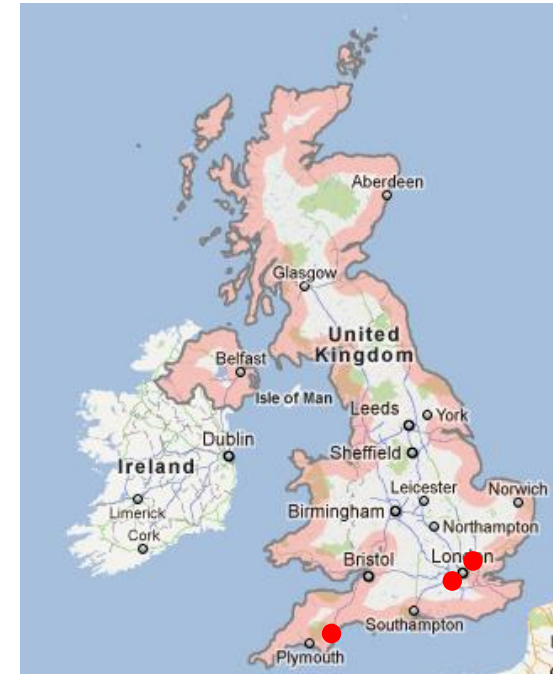 Aberdeen
Glasgow
United
Kingdom
Belfast
Isle of Man
Leeds
York
Dublin
Sheffield
Ireland
Leicester
Norwich
Limerick
Birmingham
Northampton
Cork
Bristol
London
Southampton
Plymouth